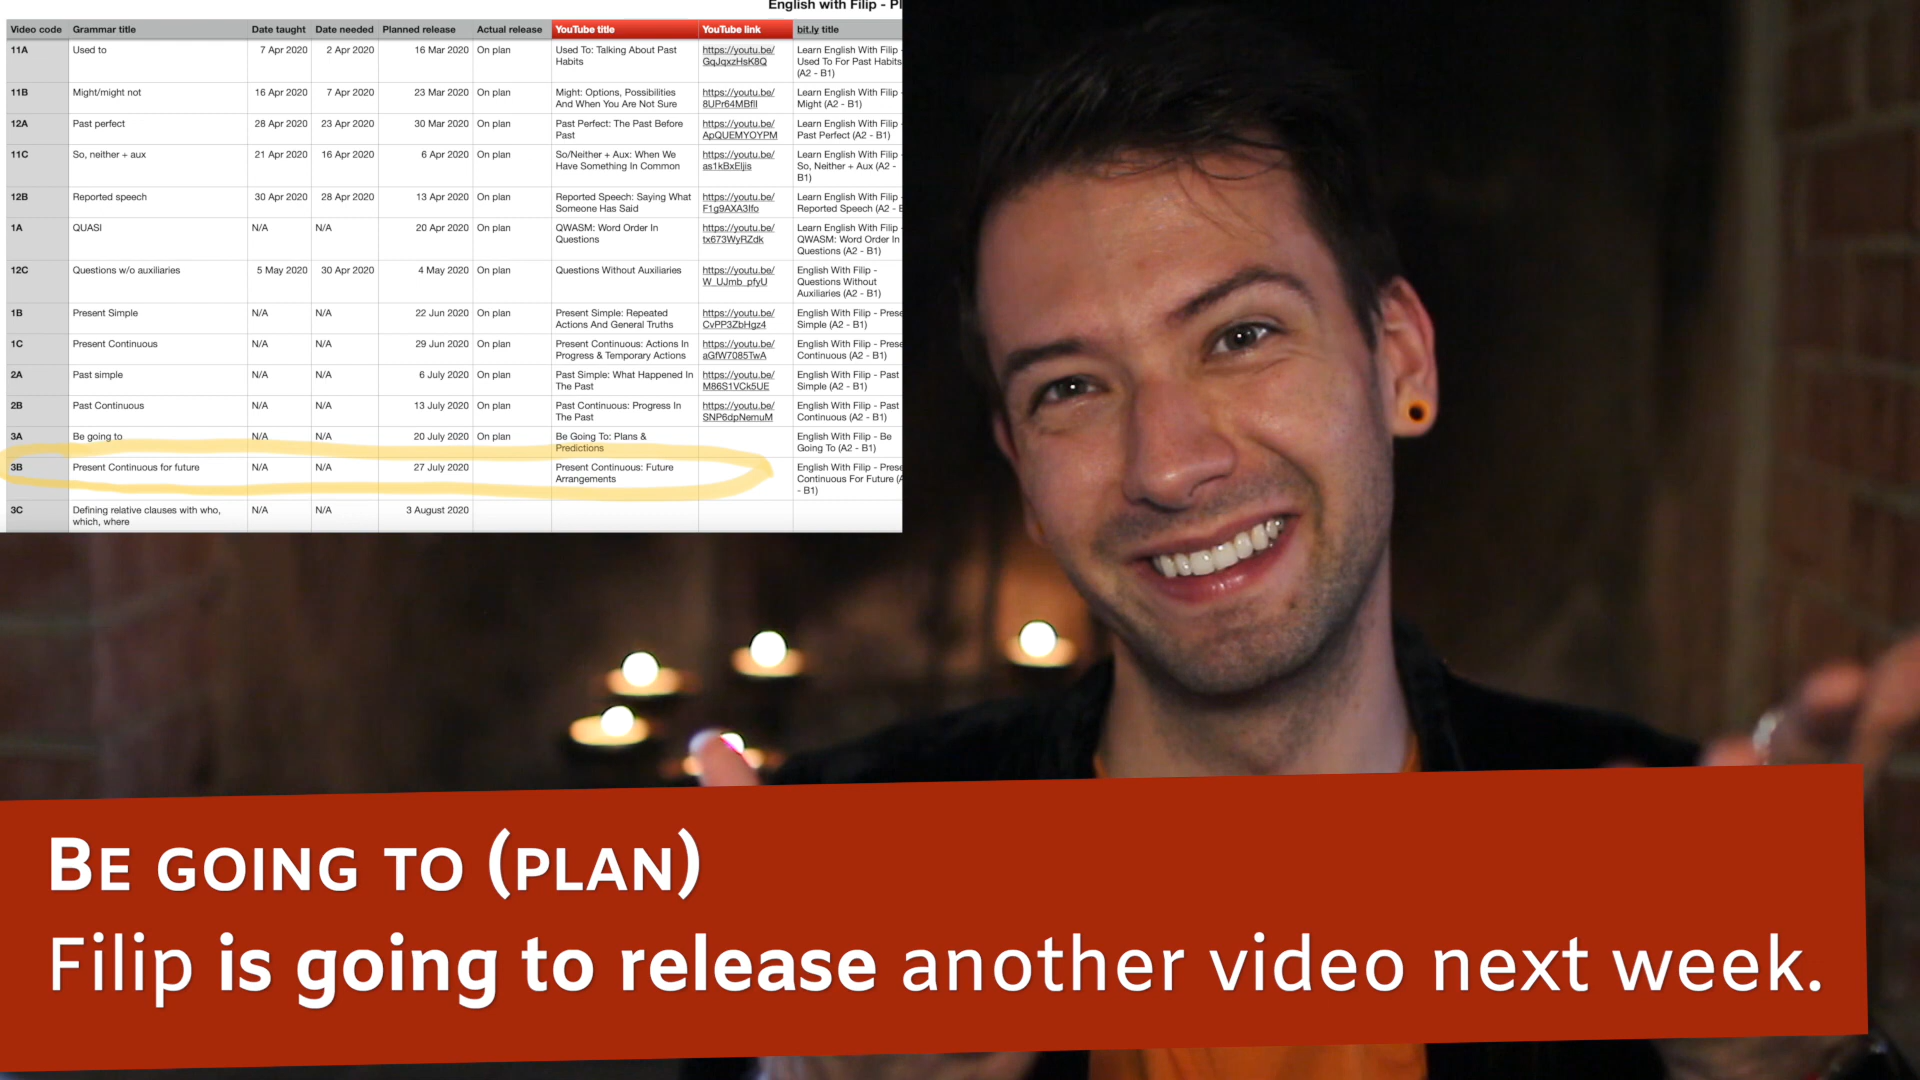 English with Filip - Pl
Video code Grammar title Date taught Date needed Planned release Actual release YouTube title YouTube link bit.ly title
11A Used to 7 Apr 2020 2 Apr 2020 16 Mar 2020 On plan Used To: Talking About Past https://youtu.be/ Learn English With Filip -
Habits GqJqxzHsK8Q Used To For Past Habits
(A2 - B1)
11B Might/might not 16 Apr 2020 7 Apr 2020 23 Mar 2020 On plan Might: Options, Possibilities https://youtu.be/ Learn English With Filip -
And When You Are Not Sure Might (A2 - B1)
12A Past perfect 28 Apr 2020 23 Apr 2020 30 Mar 2020 On plan Past Perfect: The Past Before https://youtu.be/ Learn English With Filip -
Past ApQUEMYOYPM Past Perfect (A2 - B1)
11C So, neither + aux 21 Apr 2020 16 Apr 2020 6 Apr 2020 On plan So/Neither + Aux: When We https://youtu.be/ Learn English With Filip -
Have Something In Common So, Neither + Aux (A2 -
B1)
12B Reported speech 30 Apr 2020 28 Apr 2020 13 Apr 2020 On plan Reported Speech: Saying What https://youtu.be/ Learn English With Filip -
Someone Has Said Reported Speech (A2 - B
1A QUASI N/A N/A 20 Apr 2020 On plan QWASM: Word Order In https://youtu.be/ Learn English With Filip -
Questions tx673WyRZdk QWASM: Word Order In
Questions (A2 - B1)
12C Questions w/o auxiliaries 5 May 2020 30 Apr 2020 4 May 2020 On plan Questions Without Auxiliaries https://youtu.be/ English With Filip -
W_UJmb_pfyU Questions Without
Auxiliaries (A2 - B1)
1B Present Simple N/A N/A 22 Jun 2020 On plan Present Simple: Repeated https://youtu.be/ English With Filip - Prese
Actions And General Truths CvPP3ZbHgz4 Simple (A2 - B1)
1C Present Continuous N/A N/A 29 Jun 2020 On plan Present Continuous: Actions In https://youtu.be/ English With Filip - Prese
Progress & Temporary Actions aGfW7085TwA Continuous (A2 - B1)
2A Past simple N/A N/A 6 July 2020 On plan Past Simple: What Happened In https://youtu.be/ English With Filip - Past
The Past M86S1VCk5UE Simple (A2 - B1)
2B Past Continuous N/A N/A 13 July 2020 On plan Past Continuous: Progress In https://youtu.be/ English With Filip - Past
The Past SNP6dpNemuM Continuous (A2 - B1)
3A Be going to N/A N/A 20 July 2020 On plan Be Going To: Plans & English With Filip - Be
Predictions Going To (A2 - B1)
3B Present Continuous for future N/A N/A 27 July 2020 Present Continuous: Future English With Filip - Prese
Arrangements Continuous For Future (A
- B1)
3C Defining relative clauses with who, N/A N/A 3 August 2020
which, where
BE GOING TO (PLAN)
Filip is going to release another video next week.